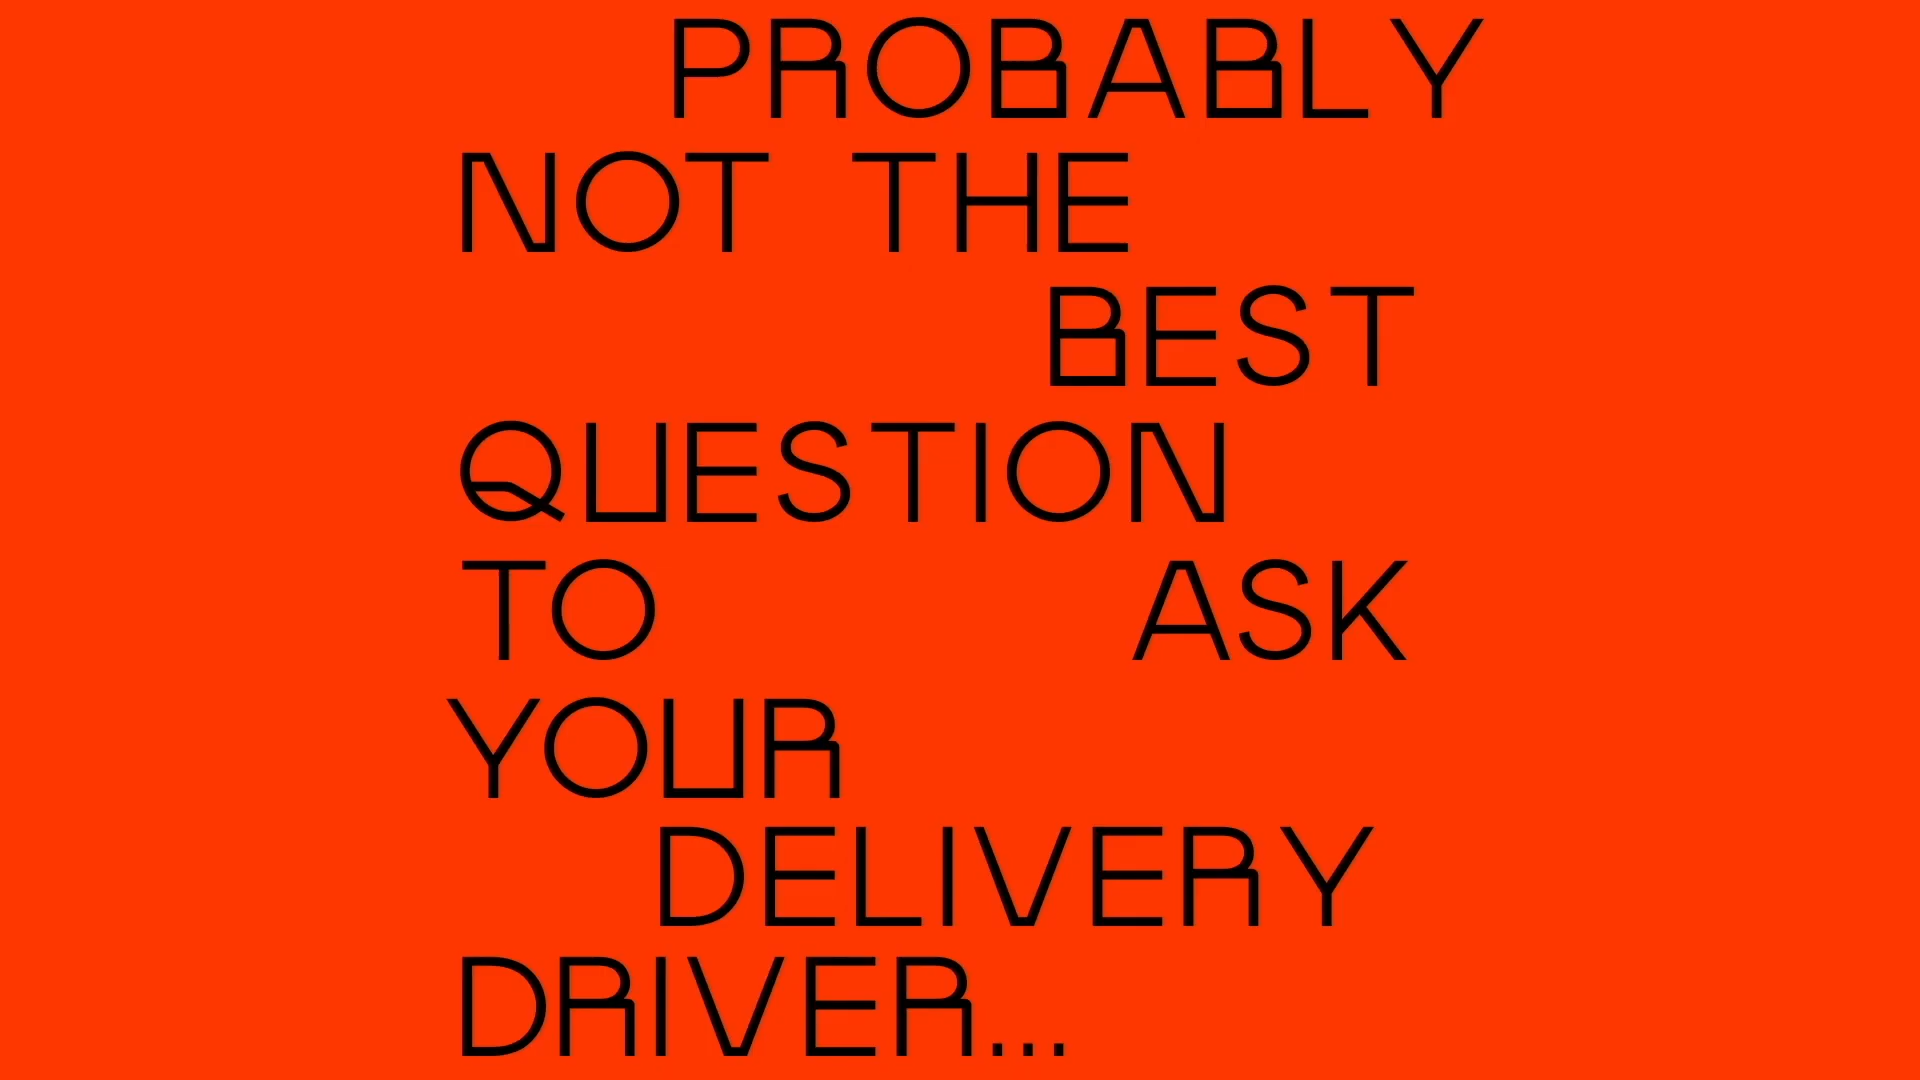 PROBABLY
NOT THE
BEST
QUESTION
TO ASK
YOUR
DELIVERY
DRIVER...